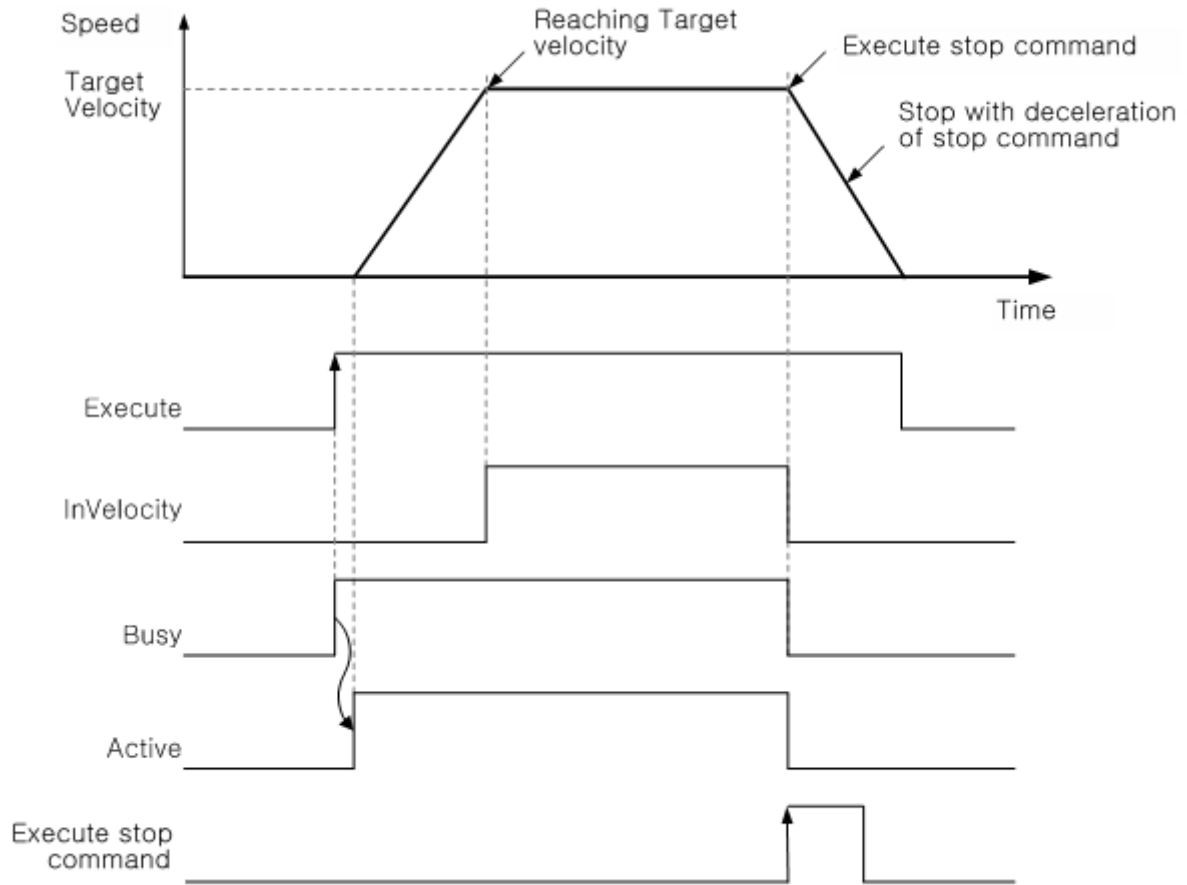 Speed
Reaching Target
velocity
Execute stop command
Target
Velocity
Stop with deceleration
of stop command
Time
Execute
InVelocity
Busy
Active
Execute stop
command